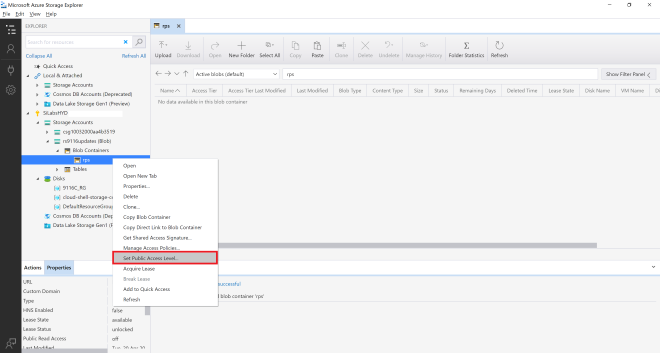 Microsoft Azure Storage Explorer
File Edit View Help
EXPLORER
Search for resources
Collapse All Refresh All
Quick Access
Local & Attached
Storage Accounts
Cosmos DB Accounts (Deprecated)
Data Lake Storage Gen1 (Preview)
SiLabsHYD
Storage Accounts
csg10032000aa4b3519
rs9116updates (Blob)
Blob Containers
rps
Tables
Disks
9116C_RG
cloud-shell-storage-c
DefaultResourceGroup
Cosmos DB Accounts (Dep
Data Lake Storage Gen1 (P
Open
Open New Tab
Properties...
Delete
Clone...
Copy Blob Container
Copy Direct Link to Blob Container
Get Shared Access Signature...
Manage Access Policies...
Set Public Access Level...
Acquire Lease
Break Lease
Add to Quick Access
Refresh
rps
Upload Download Open New Folder Select All Copy Paste Clone Delete Undelete Manage History Folder Statistics Refresh
Active blobs (default) rps Show Filter Panel
Name Access Tier Access Tier Last Modified Last Modified Blob Type Content Type Size Status Remaining Days Deleted Time Lease State Disk Name VM Name Di
No data available in this blob container
Actions Properties
URL
Custom Domain
Type
HNS Enabled false
Lease State available
Lease Status unlocked
Public Read Access off
Last Modified Tue, 20 Apr 20
successful
d blob container 'rps'